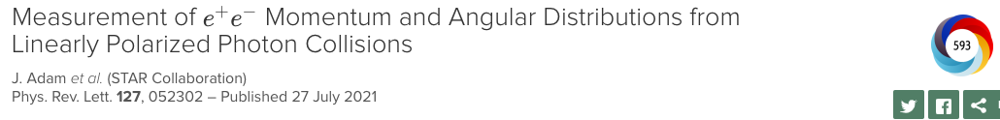 Measurement of e⁺e⁻ Momentum and Angular Distributions from
Linearly Polarized Photon Collisions
593
J. Adam et al. (STAR Collaboration)
Phys. Rev. Lett. 127, 052302 – Published 27 July 2021